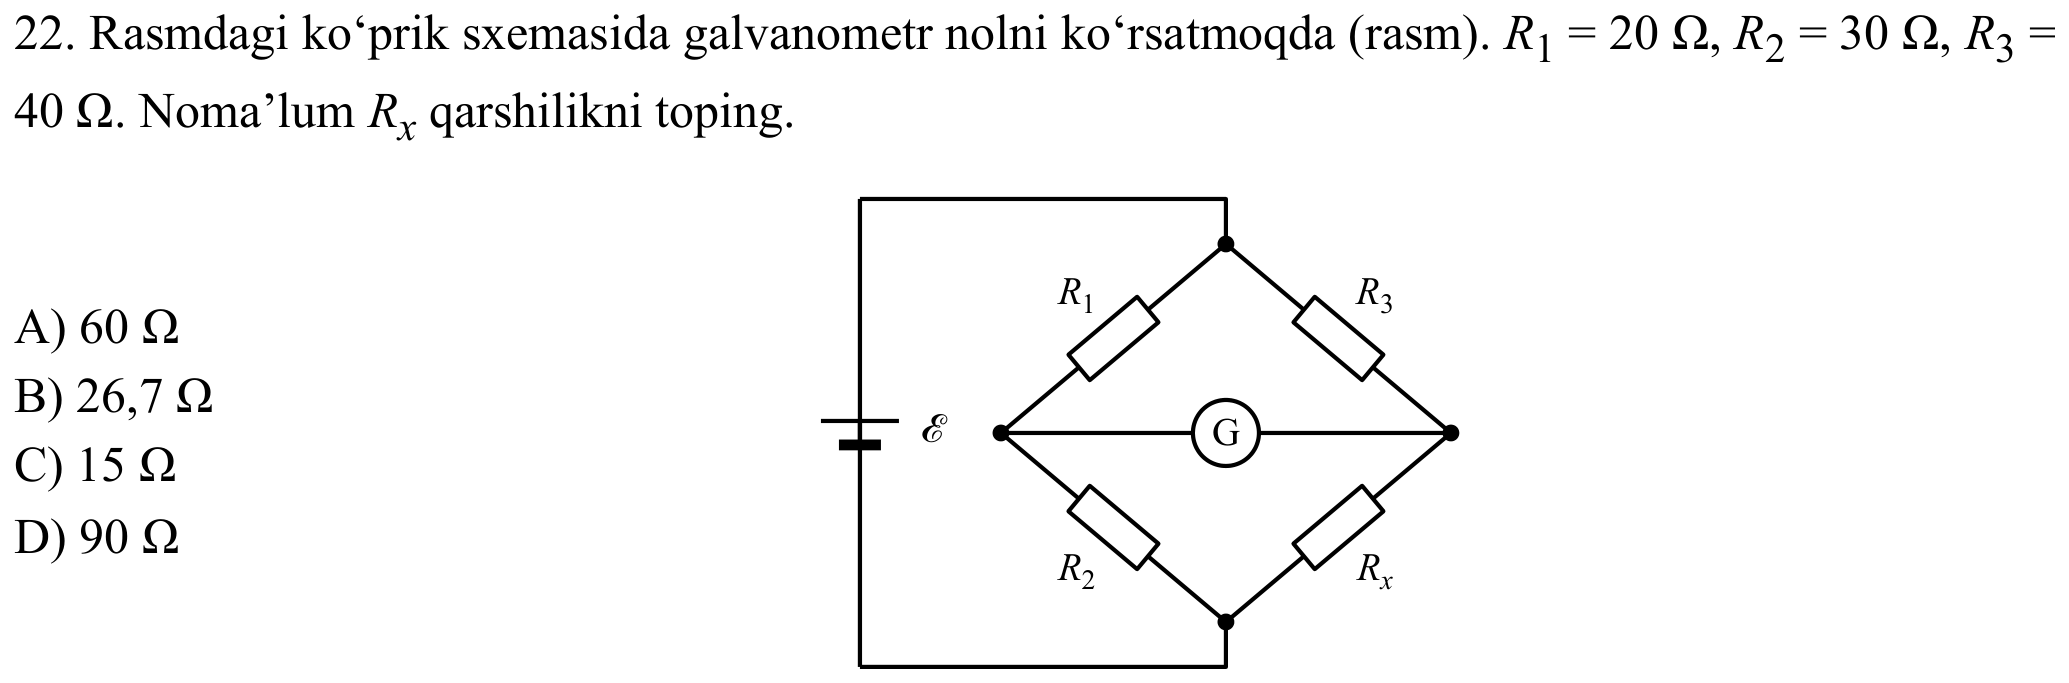 22. Rasmdagi ko‘prik sxemasida galvanometr nolni ko‘rsatmoqda (rasm). R₁ = 20 Ω, R₂ = 30 Ω, R₃ =
40 Ω. Noma’lum Rₓ qarshilikni toping.
A) 60 Ω
B) 26,7 Ω
C) 15 Ω
D) 90 Ω
R₁
R₃
ℰ
G
R₂
Rₓ